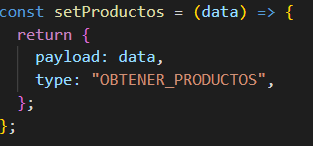 const setProductos = (data) => {
  return {
    payload: data,
    type: "OBTENER_PRODUCTOS",
  };
};